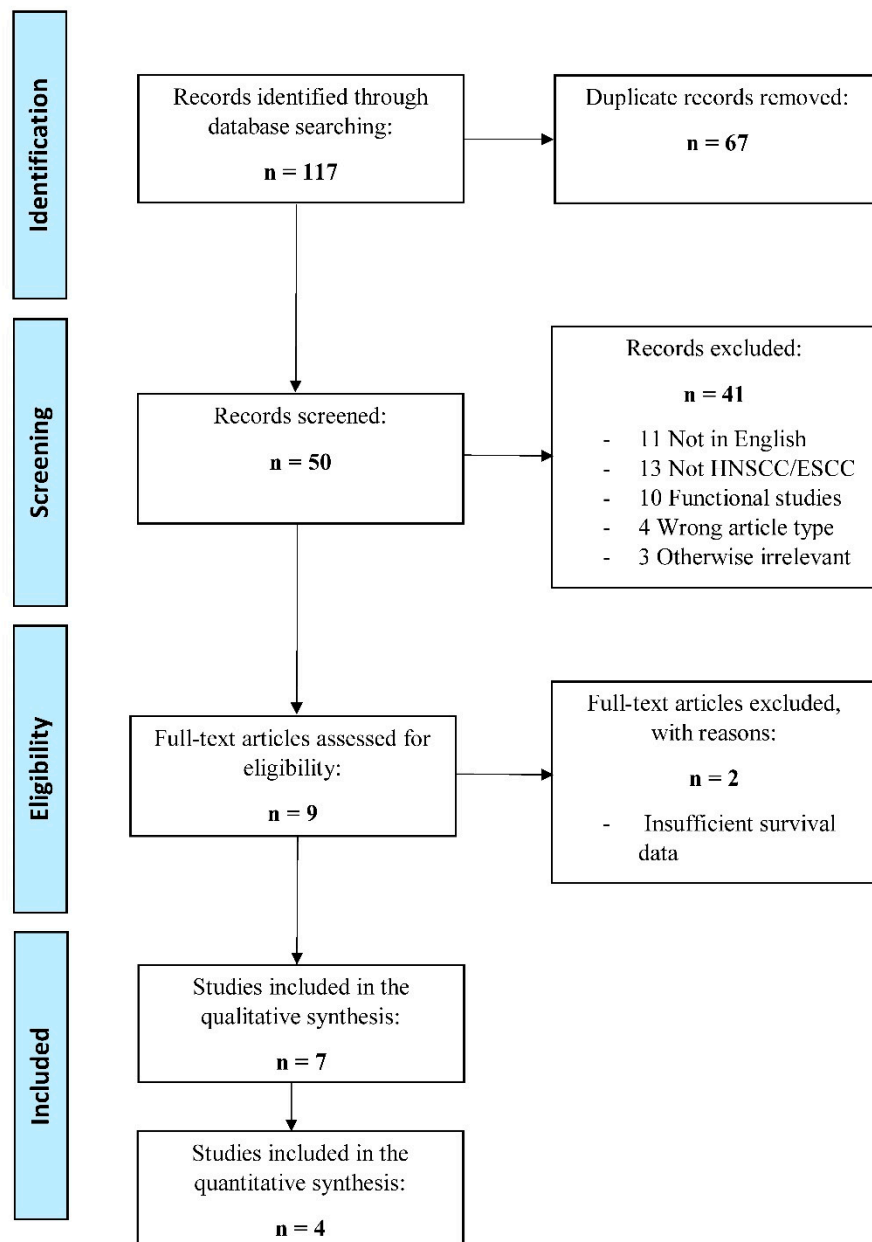 Identification
Records identified through
database searching:
n = 117
Duplicate records removed:
n = 67
Screening
Records screened:
n = 50
Records excluded:
n = 41
- 11 Not in English
- 13 Not HNSCC/ESCC
- 10 Functional studies
- 4 Wrong article type
- 3 Otherwise irrelevant
Eligibility
Full-text articles assessed for
eligibility:
n = 9
Full-text articles excluded,
with reasons:
n = 2
- Insufficient survival
data
Included
Studies included in the
qualitative synthesis:
n = 7
Studies included in the
quantitative synthesis:
n = 4